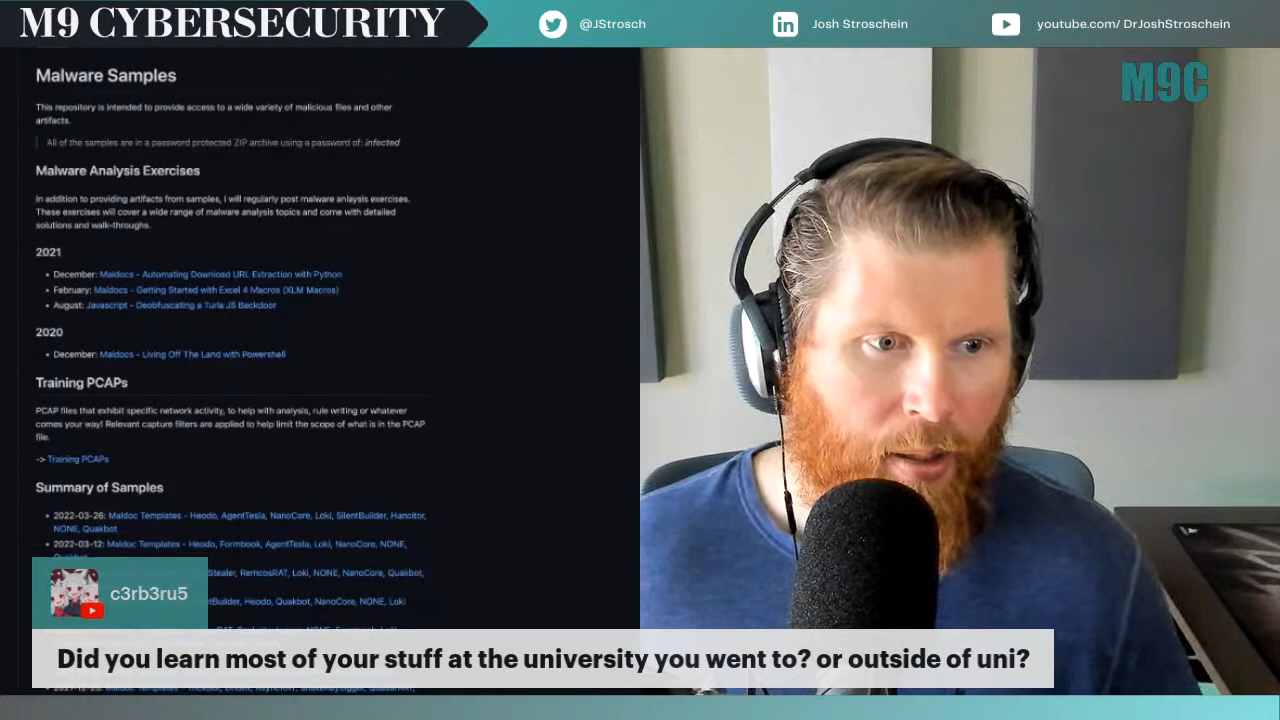 M9 CYBERSECURITY
@JStrosch
Josh Stroschein
youtube.com/ DrJoshStroschein
M9C
Malware Samples
This repository is intended to provide access to a wide variety of malicious files and other
artifacts.
All of the samples are in a password protected ZIP archive using a password of: infected
Malware Analysis Exercises
In addition to providing artifacts from samples, I will regularly post malware anlaysis exercises.
These exercises will cover a wide range of malware analysis topics and come with detailed
solutions and walk-throughs.
2021
• December: Maldocs - Automating Download URL Extraction with Python
• February: Maldocs - Getting Started with Excel 4 Macros (XLM Macros)
• August: Javascript - Deobfuscating a Turla JS Backdoor
2020
• December: Maldocs - Living Off The Land with Powershell
Training PCAPs
PCAP files that exhibit specific network activity, to help with analysis, rule writing or whatever
comes your way! Relevant capture filters are applied to help limit the scope of what is in the PCAP
file.
-> Training PCAPs
Summary of Samples
• 2022-03-26: Maldoc Templates - Heodo, AgentTesla, NanoCore, Loki, SilentBuilder, Hancitor,
NONE, Quakbot
• 2022-03-12: Maldoc Templates - Heodo, Formbook, AgentTesla, Loki, NanoCore, NONE,
Quakbot
Stealer, RemcosRAT, Loki, NONE, NanoCore, Quakbot,
Heodo, Quakbot, NanoCore, NONE, Loki
c3rb3ru5
Did you learn most of your stuff at the university you went to? or outside of uni?